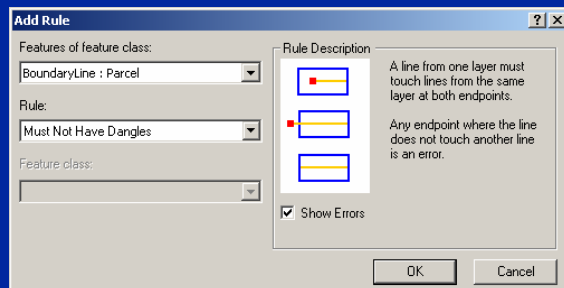 Add Rule
Features of feature class:
BoundaryLine : Parcel
Rule:
Must Not Have Dangles
Feature class:
Rule Description
A line from one layer must
touch lines from the same
layer at both endpoints.
Any endpoint where the line
does not touch another line
is an error.
Show Errors
OK
Cancel